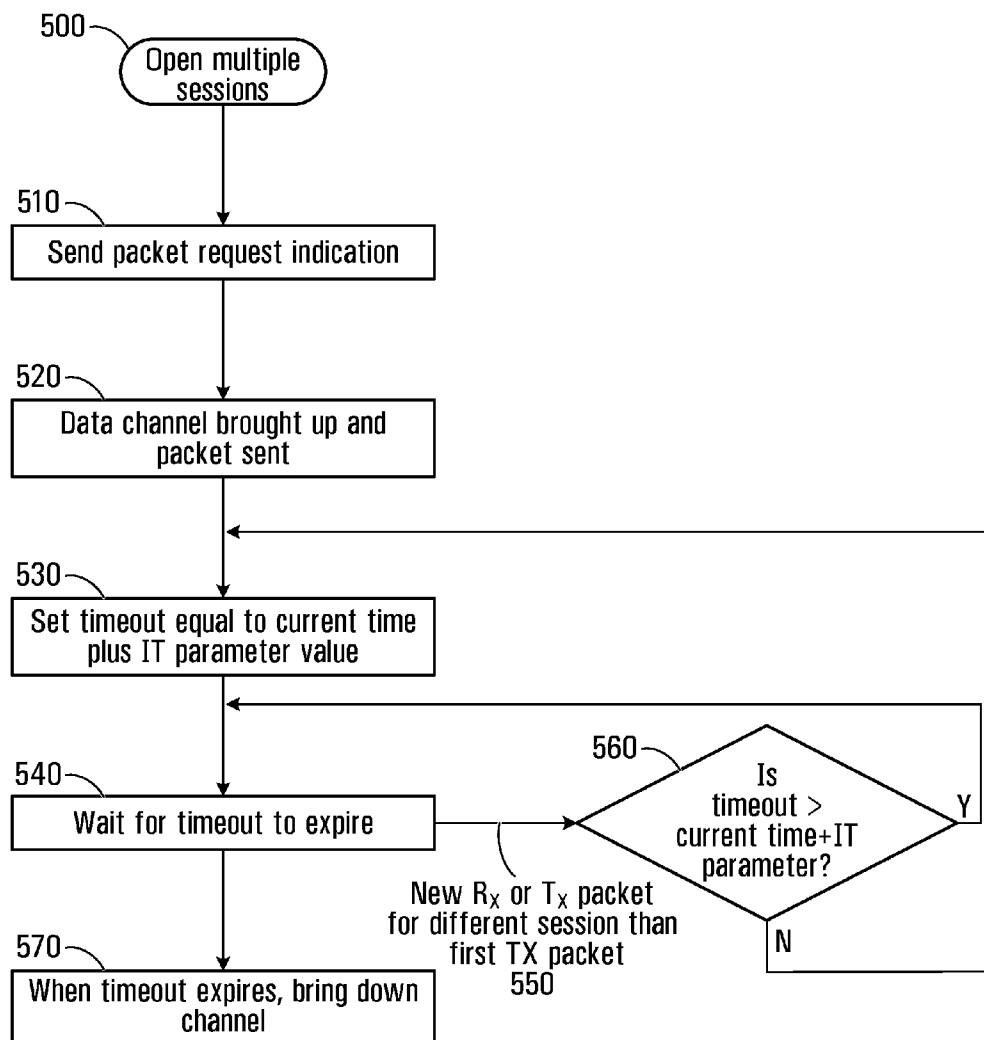 500
Open multiple
sessions
510
Send packet request indication
520
Data channel brought up and
packet sent
530
Set timeout equal to current time
plus IT parameter value
540
Wait for timeout to expire
560
Is
timeout >
current time+IT
parameter?
Y
N
New Rx or Tx packet
for different session than
first TX packet
550
570
When timeout expires, bring down
channel